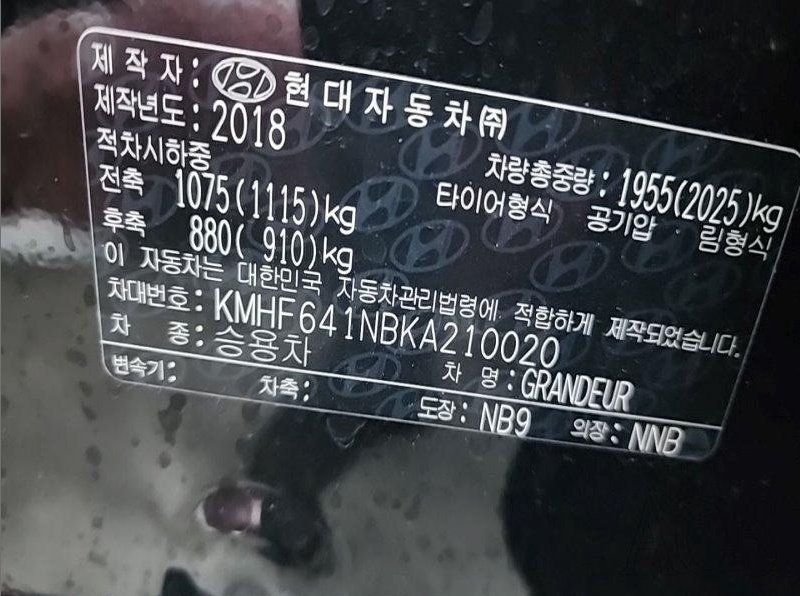 제 작 자 : 현대자동차㈜
제작년도 : 2018
적차시하중 차량총중량 : 1955(2025)kg
전축 1075(1115)kg 타이어형식 공기압 림형식
후축 880( 910)kg
이 자동차는 대한민국 자동차관리법령에 적합하게 제작되었습니다.
차대번호 : KMHF641NBKA210020
차 종 : 승용차 차 명 : GRANDEUR
변속기 : 차축 : 도장 : NB9 의장 : NNB